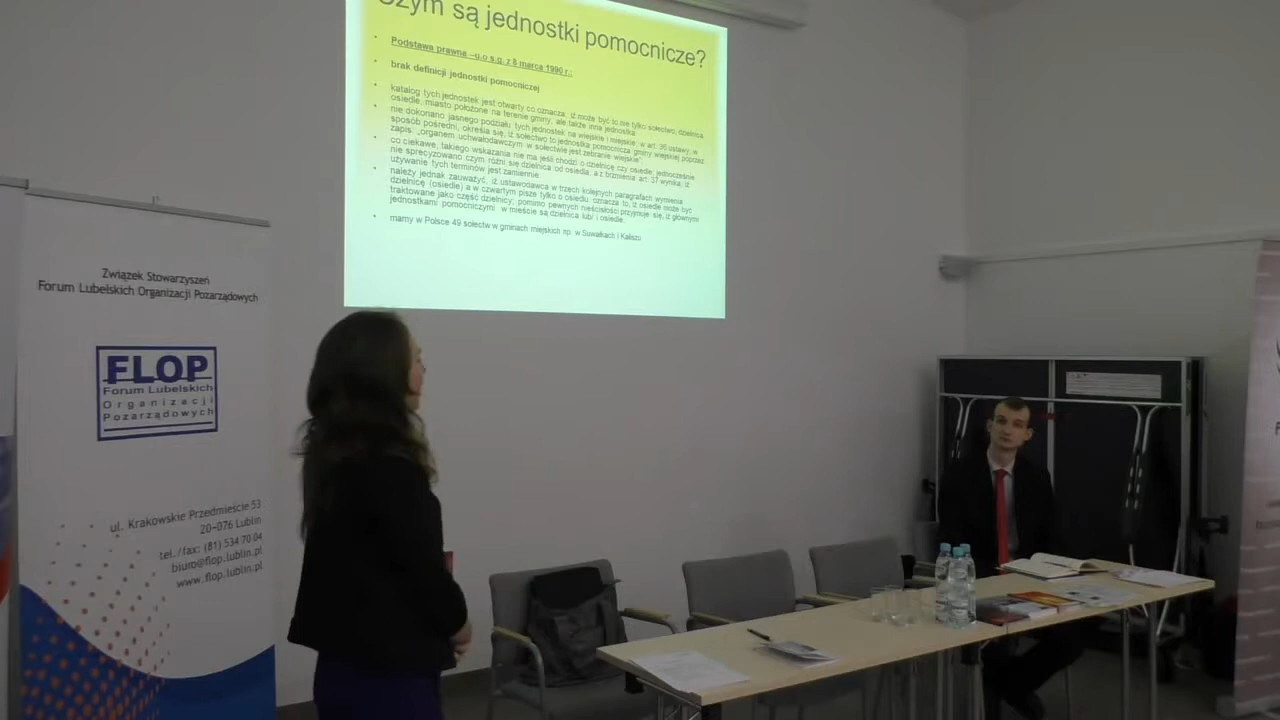 Czym są jednostki pomocnicze?
Podstawa prawna –u.o s.g. z 8 marca 1990 r.:
brak definicji jednostki pomocniczej
katalog tych jednostek jest otwarty co oznacza, iż może być to nie tylko sołectwo, dzielnica,
osiedle, miasto położone na terenie gminy, ale także inna jednostka
nie dokonano jasnego podziału tych jednostek na wiejskie i miejskie; w art. 36 ustawy, w
sposób pośredni, określa się, iż sołectwo to jednostka pomocnicza gminy wiejskiej poprzez
zapis: „organem uchwałodawczym w sołectwie jest zebranie wiejskie"
co ciekawe, takiego wskazania nie ma jeśli chodzi o dzielnicę czy osiedle, jednocześnie
nie sprecyzowano czym różni się dzielnica od osiedla, a z brzmienia art. 37 wynika, iż
używanie tych terminów jest zamienne.
należy jednak zauważyć, iż ustawodawca w trzech kolejnych paragrafach wymienia
dzielnicę (osiedle) a w czwartym pisze tylko o osiedlu; oznacza to, iż osiedle może być
traktowane jako część dzielnicy; pomimo pewnych nieścisłości przyjmuje się, iż głównymi
jednostkami pomocniczymi w mieście są dzielnica lub/ i osiedle.
mamy w Polsce 49 sołectw w gminach miejskich np. w Suwałkach i Kaliszu
Związek Stowarzyszeń
Forum Lubelskich Organizacji Pozarządowych
FLOP
Forum Lubelskich
Organizacji
Pozarządowych
ul. Krakowskie Przedmieście 53
20-076 Lublin
tel./fax: (81) 534 70 04
biuro@flop.lublin.pl
www.flop.lublin.pl